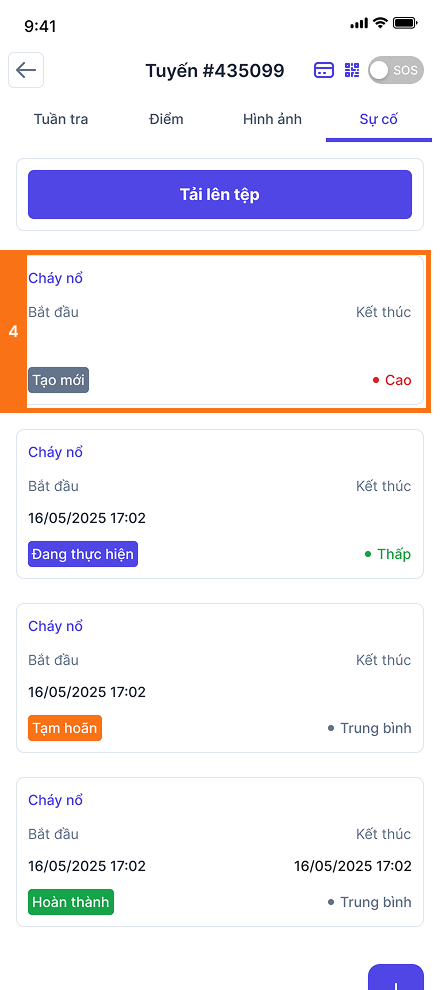 9:41
Tuyến #435099
SOS
Tuần tra
Điểm
Hình ảnh
Sự cố
Tải lên tệp
4
Cháy nổ
Bắt đầu
Kết thúc
Tạo mới
Cao
Cháy nổ
Bắt đầu
Kết thúc
16/05/2025 17:02
Đang thực hiện
Thấp
Cháy nổ
Bắt đầu
Kết thúc
16/05/2025 17:02
Tạm hoãn
Trung bình
Cháy nổ
Bắt đầu
Kết thúc
16/05/2025 17:02
16/05/2025 17:02
Hoàn thành
Trung bình